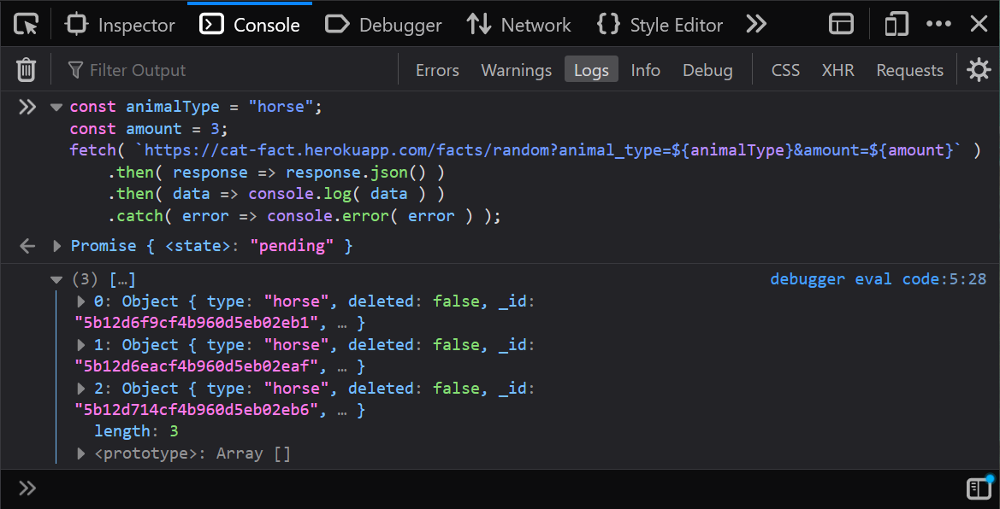 Inspector Console Debugger Network {} Style Editor
Filter Output Errors Warnings Logs Info Debug CSS XHR Requests
const animalType = "horse";
const amount = 3;
fetch( `https://cat-fact.herokuapp.com/facts/random?animal_type=${animalType}&amount=${amount}` )
    .then( response => response.json() )
    .then( data => console.log( data ) )
    .catch( error => console.error( error ) );
Promise { <state>: "pending" }
(3) […] debugger eval code:5:28
0: Object { type: "horse", deleted: false, _id:
"5b12d6f9cf4b960d5eb02eb1", … }
1: Object { type: "horse", deleted: false, _id:
"5b12d6eacf4b960d5eb02eaf", … }
2: Object { type: "horse", deleted: false, _id:
"5b12d714cf4b960d5eb02eb6", … }
length: 3
<prototype>: Array []